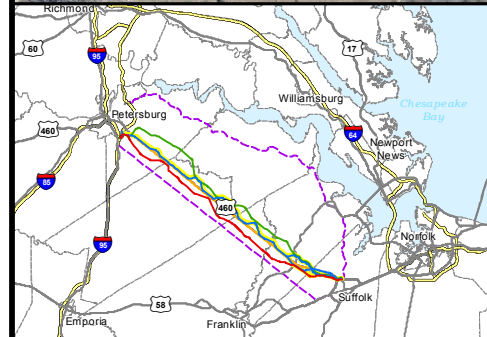 Richmond
60
95
17
Williamsburg
Chesapeake
Bay
Petersburg
460
64
Newport
News
85
460
95
Norfolk
58
Suffolk
Emporia
Franklin